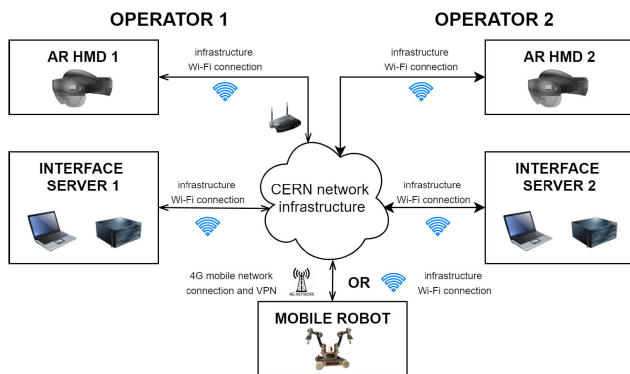 OPERATOR 1
OPERATOR 2
AR HMD 1
infrastructure
Wi-Fi connection
infrastructure
Wi-Fi connection
AR HMD 2
INTERFACE
SERVER 1
infrastructure
Wi-Fi connection
CERN network
infrastructure
infrastructure
Wi-Fi connection
INTERFACE
SERVER 2
4G mobile network
connection and VPN
4G NETWORK
OR
infrastructure
Wi-Fi connection
MOBILE ROBOT